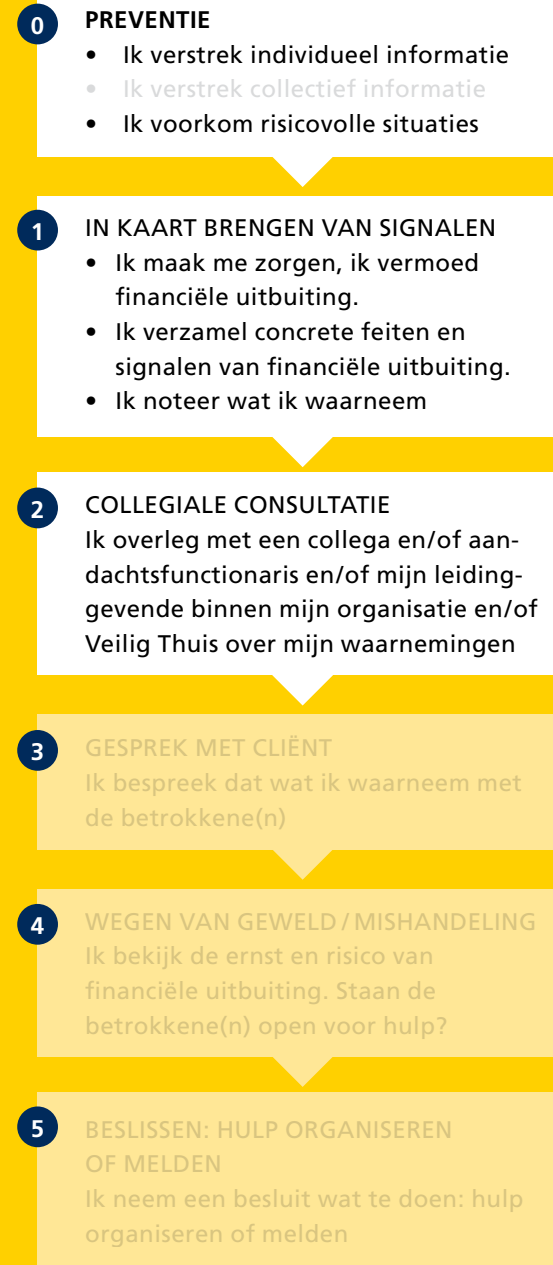 0 PREVENTIE
• Ik verstrek individueel informatie
• Ik verstrek collectief informatie
• Ik voorkom risicovolle situaties
1 IN KAART BRENGEN VAN SIGNALEN
• Ik maak me zorgen, ik vermoed
financiële uitbuiting.
• Ik verzamel concrete feiten en
signalen van financiële uitbuiting.
• Ik noteer wat ik waarneem
2 COLLEGIALE CONSULTATIE
Ik overleg met een collega en/of aan-
dachtsfunctionaris en/of mijn leiding-
gevende binnen mijn organisatie en/of
Veilig Thuis over mijn waarnemingen
3 GESPREK MET CLIËNT
Ik bespreek dat wat ik waarneem met
de betrokkene(n)
4 WEGEN VAN GEWELD / MISHANDELING
Ik bekijk de ernst en risico van
financiële uitbuiting. Staan de
betrokkene(n) open voor hulp?
5 BESLISSEN: HULP ORGANISEREN
OF MELDEN
Ik neem een besluit wat te doen: hulp
organiseren of melden